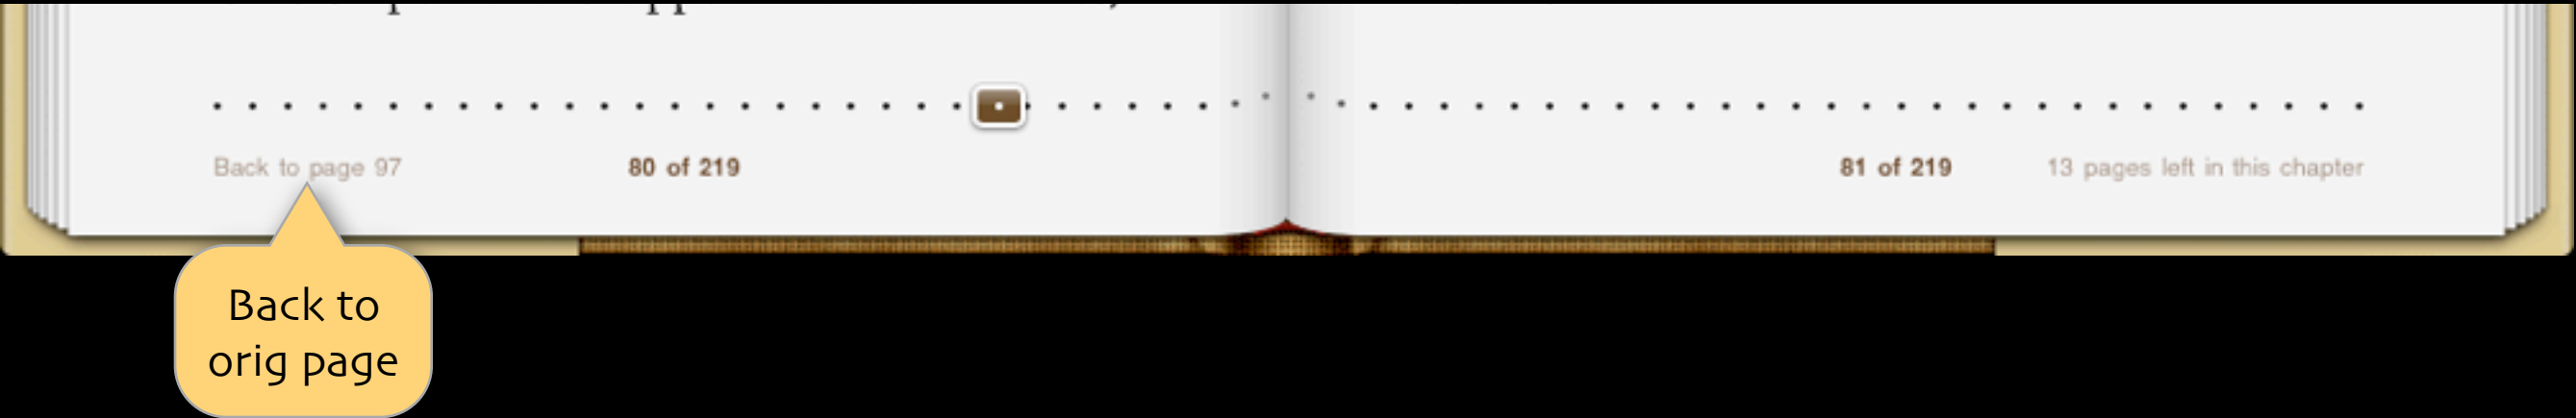 Back to page 97
80 of 219
81 of 219
13 pages left in this chapter
Back to
orig page